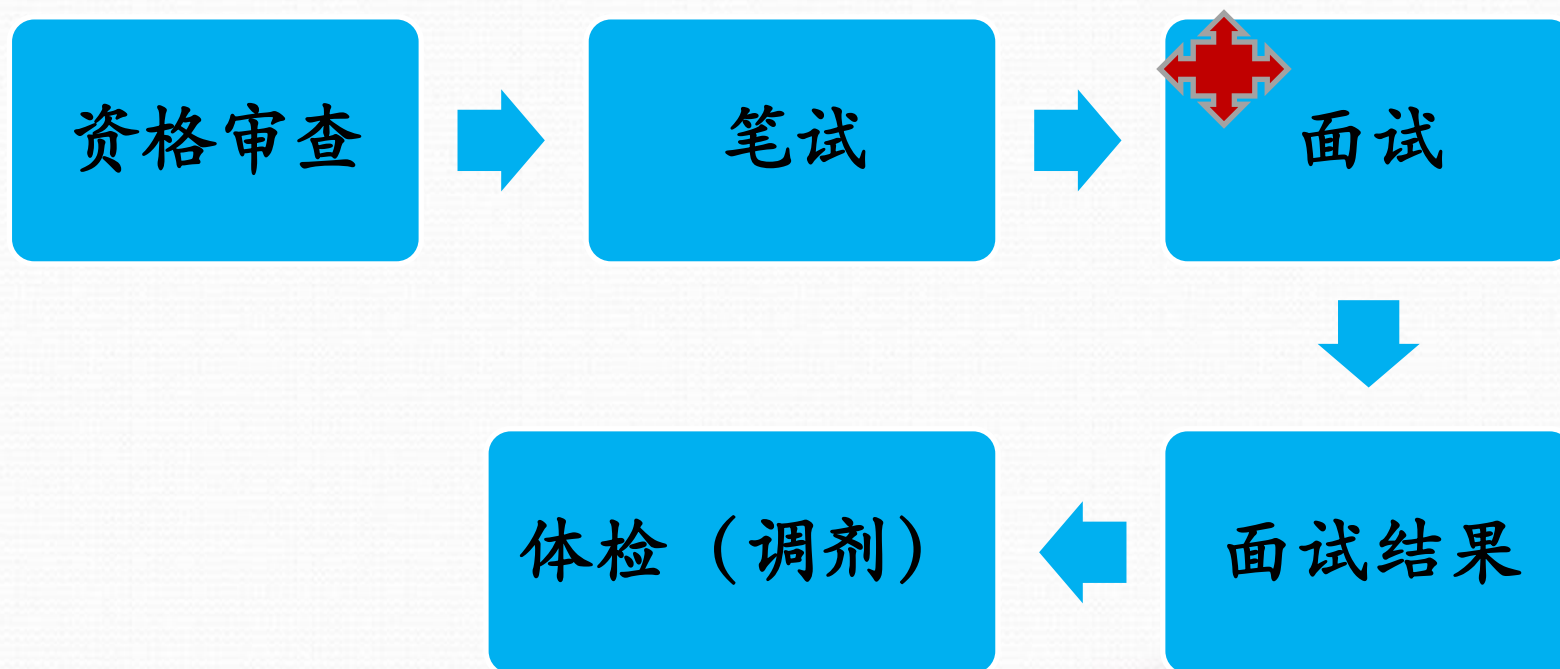 资格审查
笔试
面试
面试结果
体检（调剂）